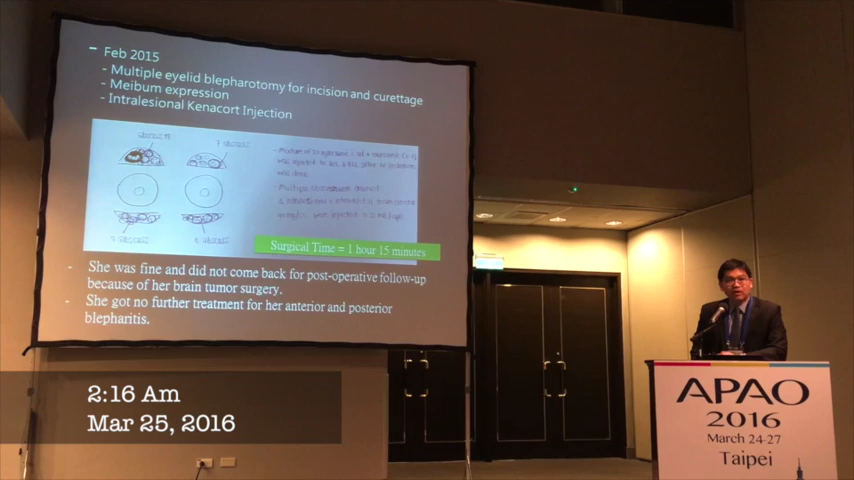 – Feb 2015
- Multiple eyelid blepharotomy for incision and curettage
- Meibum expression
- Intralesional Kenacort Injection
Surgical Time = 1 hour 15 minutes
- She was fine and did not come back for post-operative follow-up
because of her brain tumor surgery.
- She got no further treatment for her anterior and posterior
blepharitis.
2:16 Am
Mar 25, 2016
APAO
2016
March 24-27
Taipei